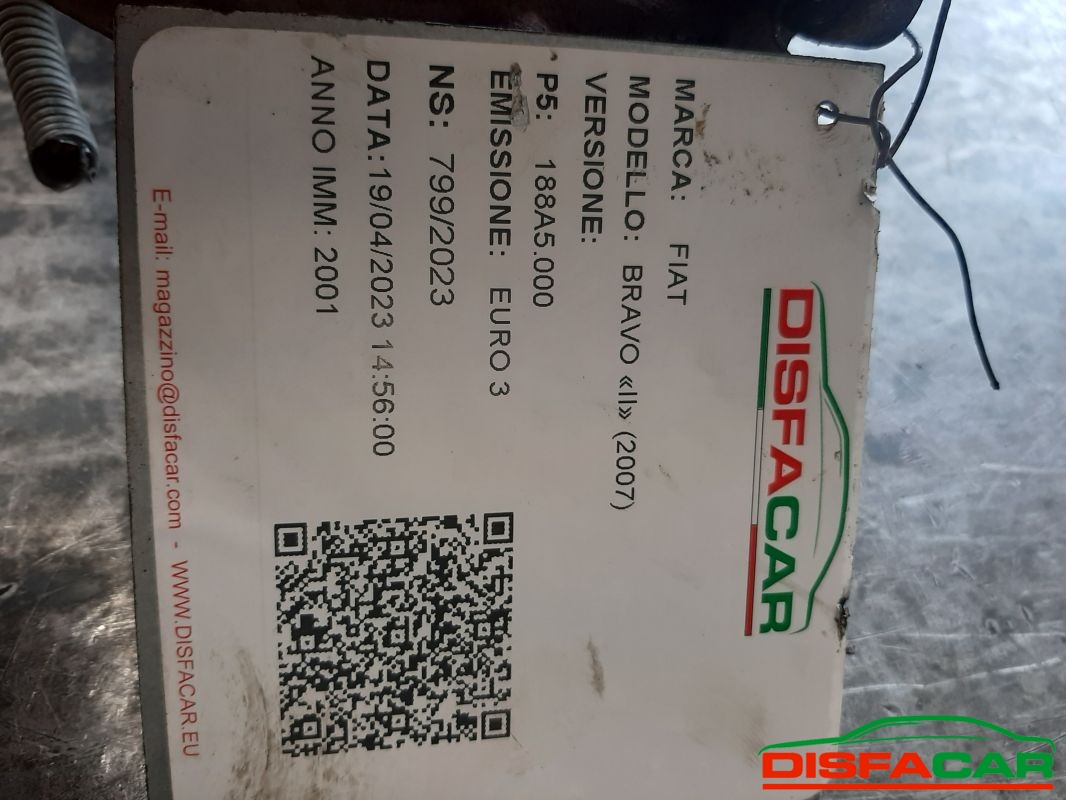 DISFACAR
MARCA: FIAT
MODELLO: BRAVO «II» (2007)
VERSIONE:
P5: 188A5.000
EMISSIONE: EURO 3
NS: 799/2023
DATA:19/04/2023 14:56:00
ANNO IMM: 2001
E-mail: magazzino@disfacar.com - WWW.DISFACAR.EU
DISFACAR